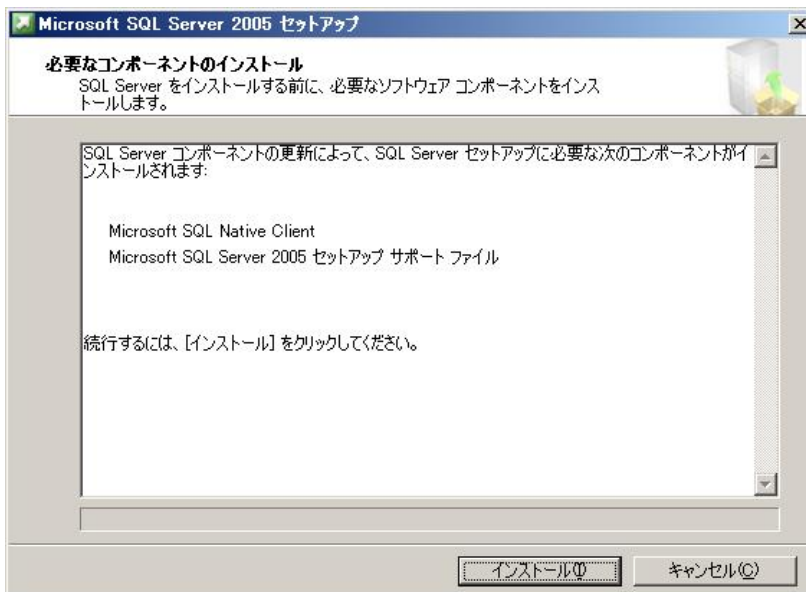 Microsoft SQL Server 2005 セットアップ
必要なコンポーネントのインストール
SQL Server をインストールする前に、必要なソフトウェア コンポーネントをインス
トールします。
SQL Server コンポーネントの更新によって、SQL Server セットアップに必要な次のコンポーネントがイ
ンストールされます:
Microsoft SQL Native Client
Microsoft SQL Server 2005 セットアップ サポート ファイル
続行するには、[インストール] をクリックしてください。
インストール(I) キャンセル(C)